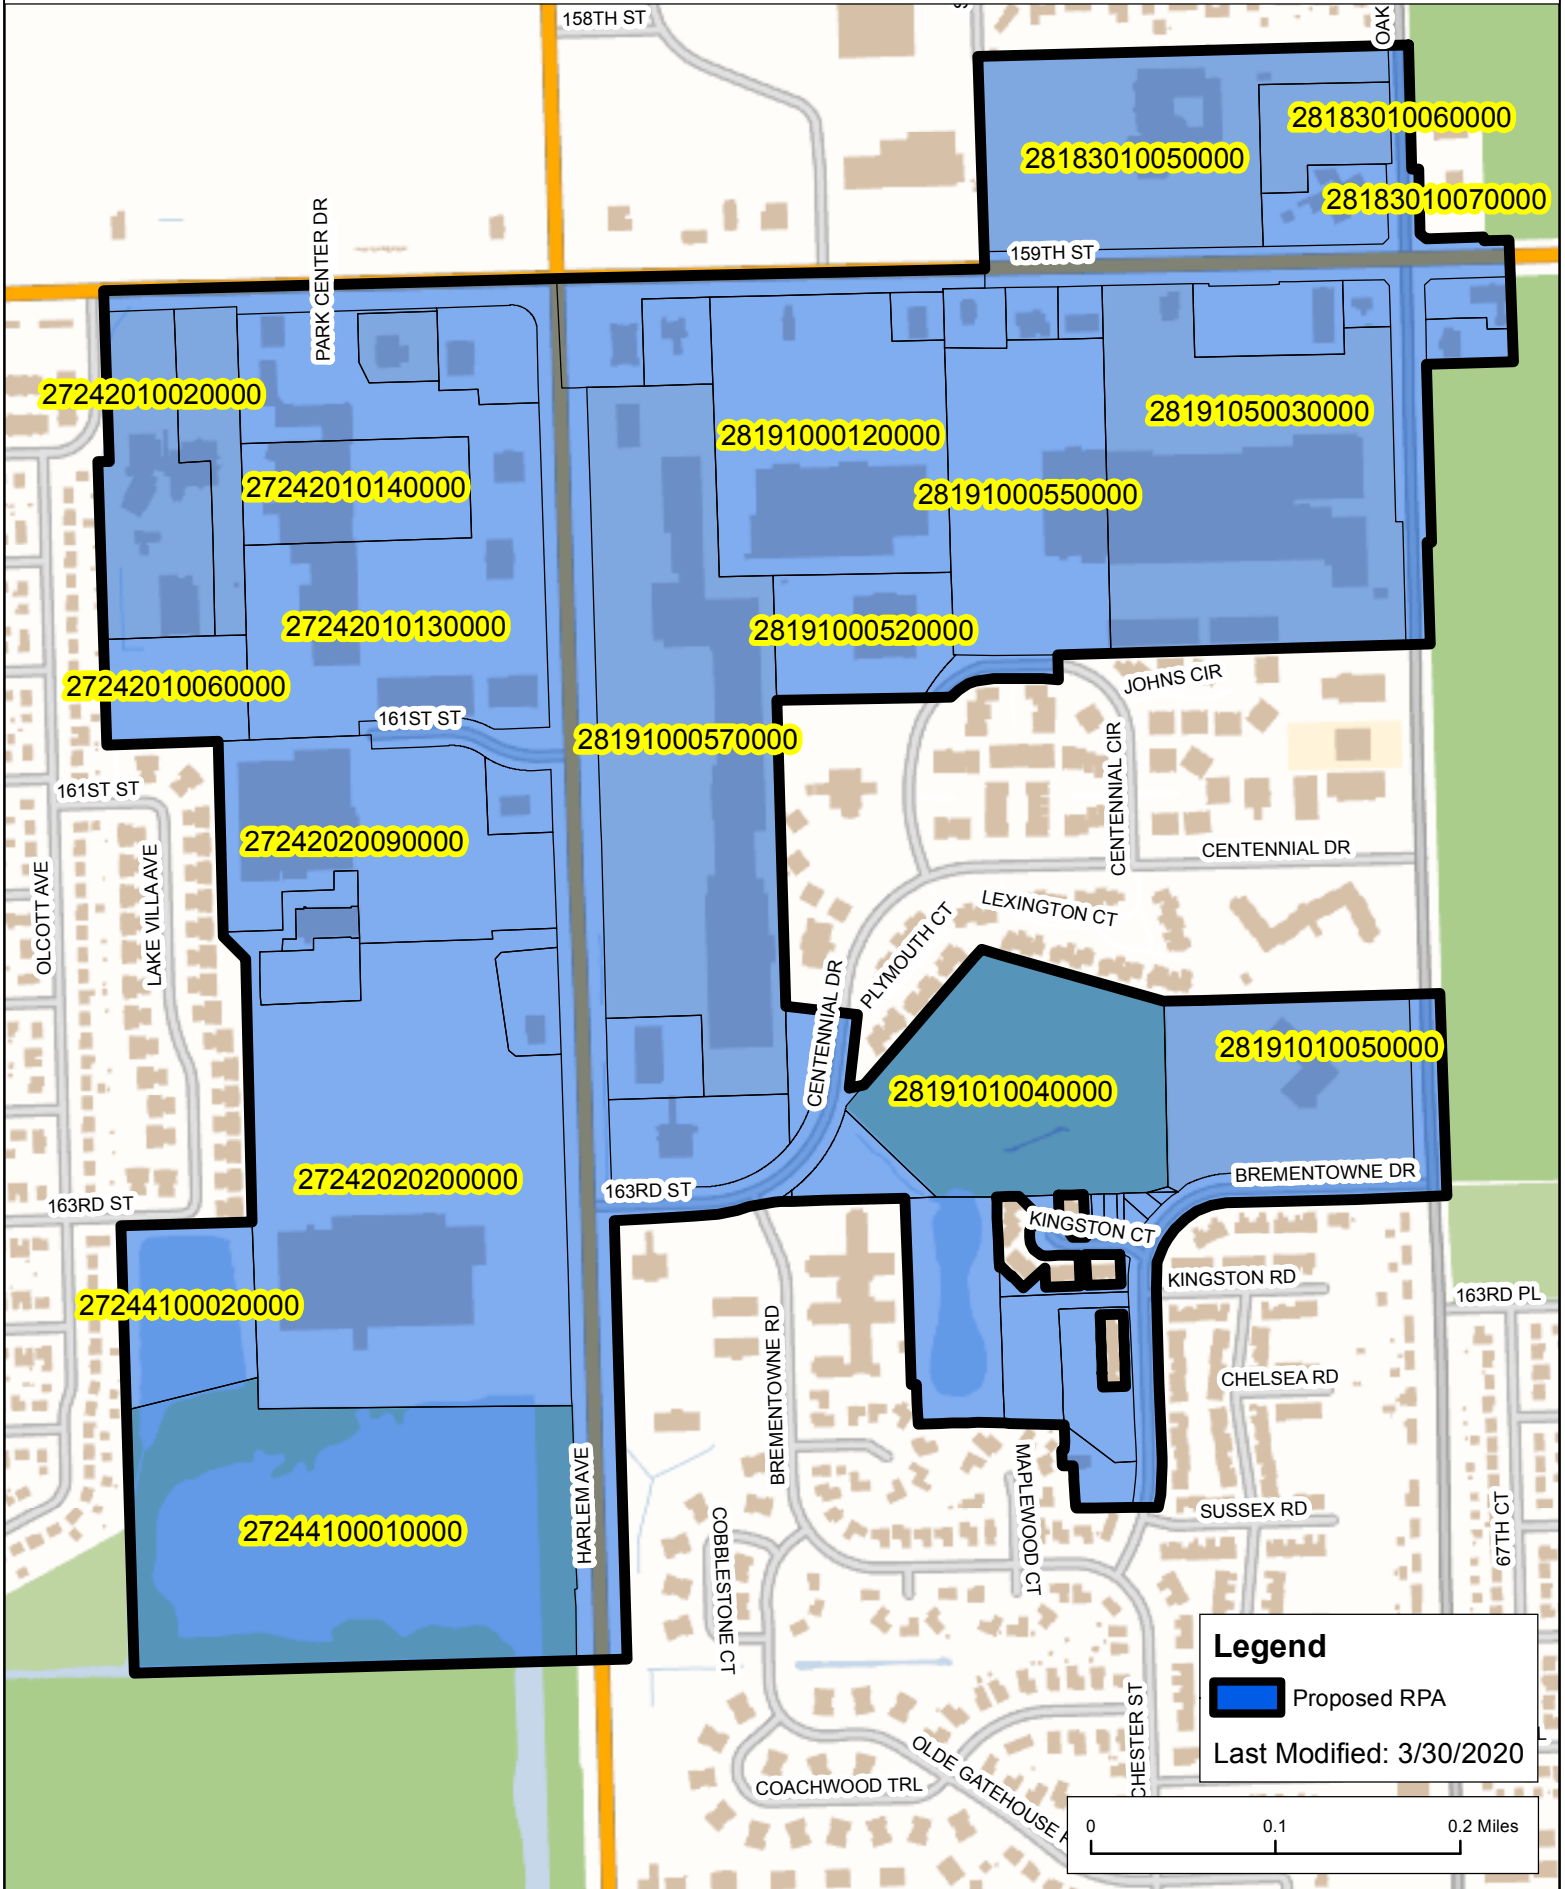 158TH ST
OAK
28183010060000
28183010050000
28183010070000
PARK CENTER DR
159TH ST
27242010020000
28191050030000
28191000120000
27242010140000
28191000550000
27242010130000
28191000520000
27242010060000
JOHNS CIR
161ST ST
28191000570000
CENTENNIAL CIR
161ST ST
27242020090000
CENTENNIAL DR
OLCOTT AVE
LAKE VILLA AVE
LEXINGTON CT
PLYMOUTH CT
CENTENNIAL DR
28191010050000
28191010040000
27242020200000
BREMENTOWNE DR
163RD ST
163RD ST
KINGSTON CT
KINGSTON RD
163RD PL
27244100020000
BREMENTOWNE RD
CHELSEA RD
HARLEM AVE
MAPLEWOOD CT
SUSSEX RD
67TH CT
27244100010000
COBBLESTONE CT
Legend
Proposed RPA
Last Modified: 3/30/2020
CHESTER ST
OLDE GATEHOUSE
COACHWOOD TRL
0 0.1 0.2 Miles